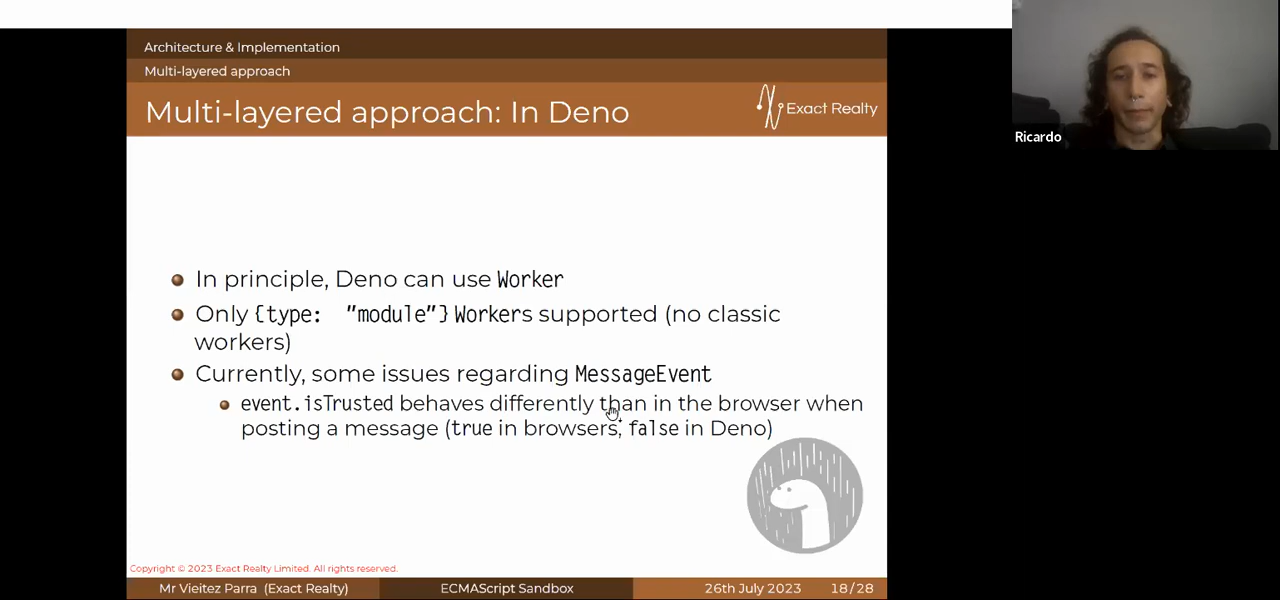 Architecture & Implementation
Multi-layered approach
Multi-layered approach: In Deno
Exact Realty
Ricardo
In principle, Deno can use Worker
Only {type: "module"} Workers supported (no classic
workers)
Currently, some issues regarding MessageEvent
event.isTrusted behaves differently than in the browser when
posting a message (true in browsers, false in Deno)
Copyright © 2023 Exact Realty Limited. All rights reserved.
Mr Vieitez Parra (Exact Realty)
ECMAScript Sandbox
26th July 2023
18/28